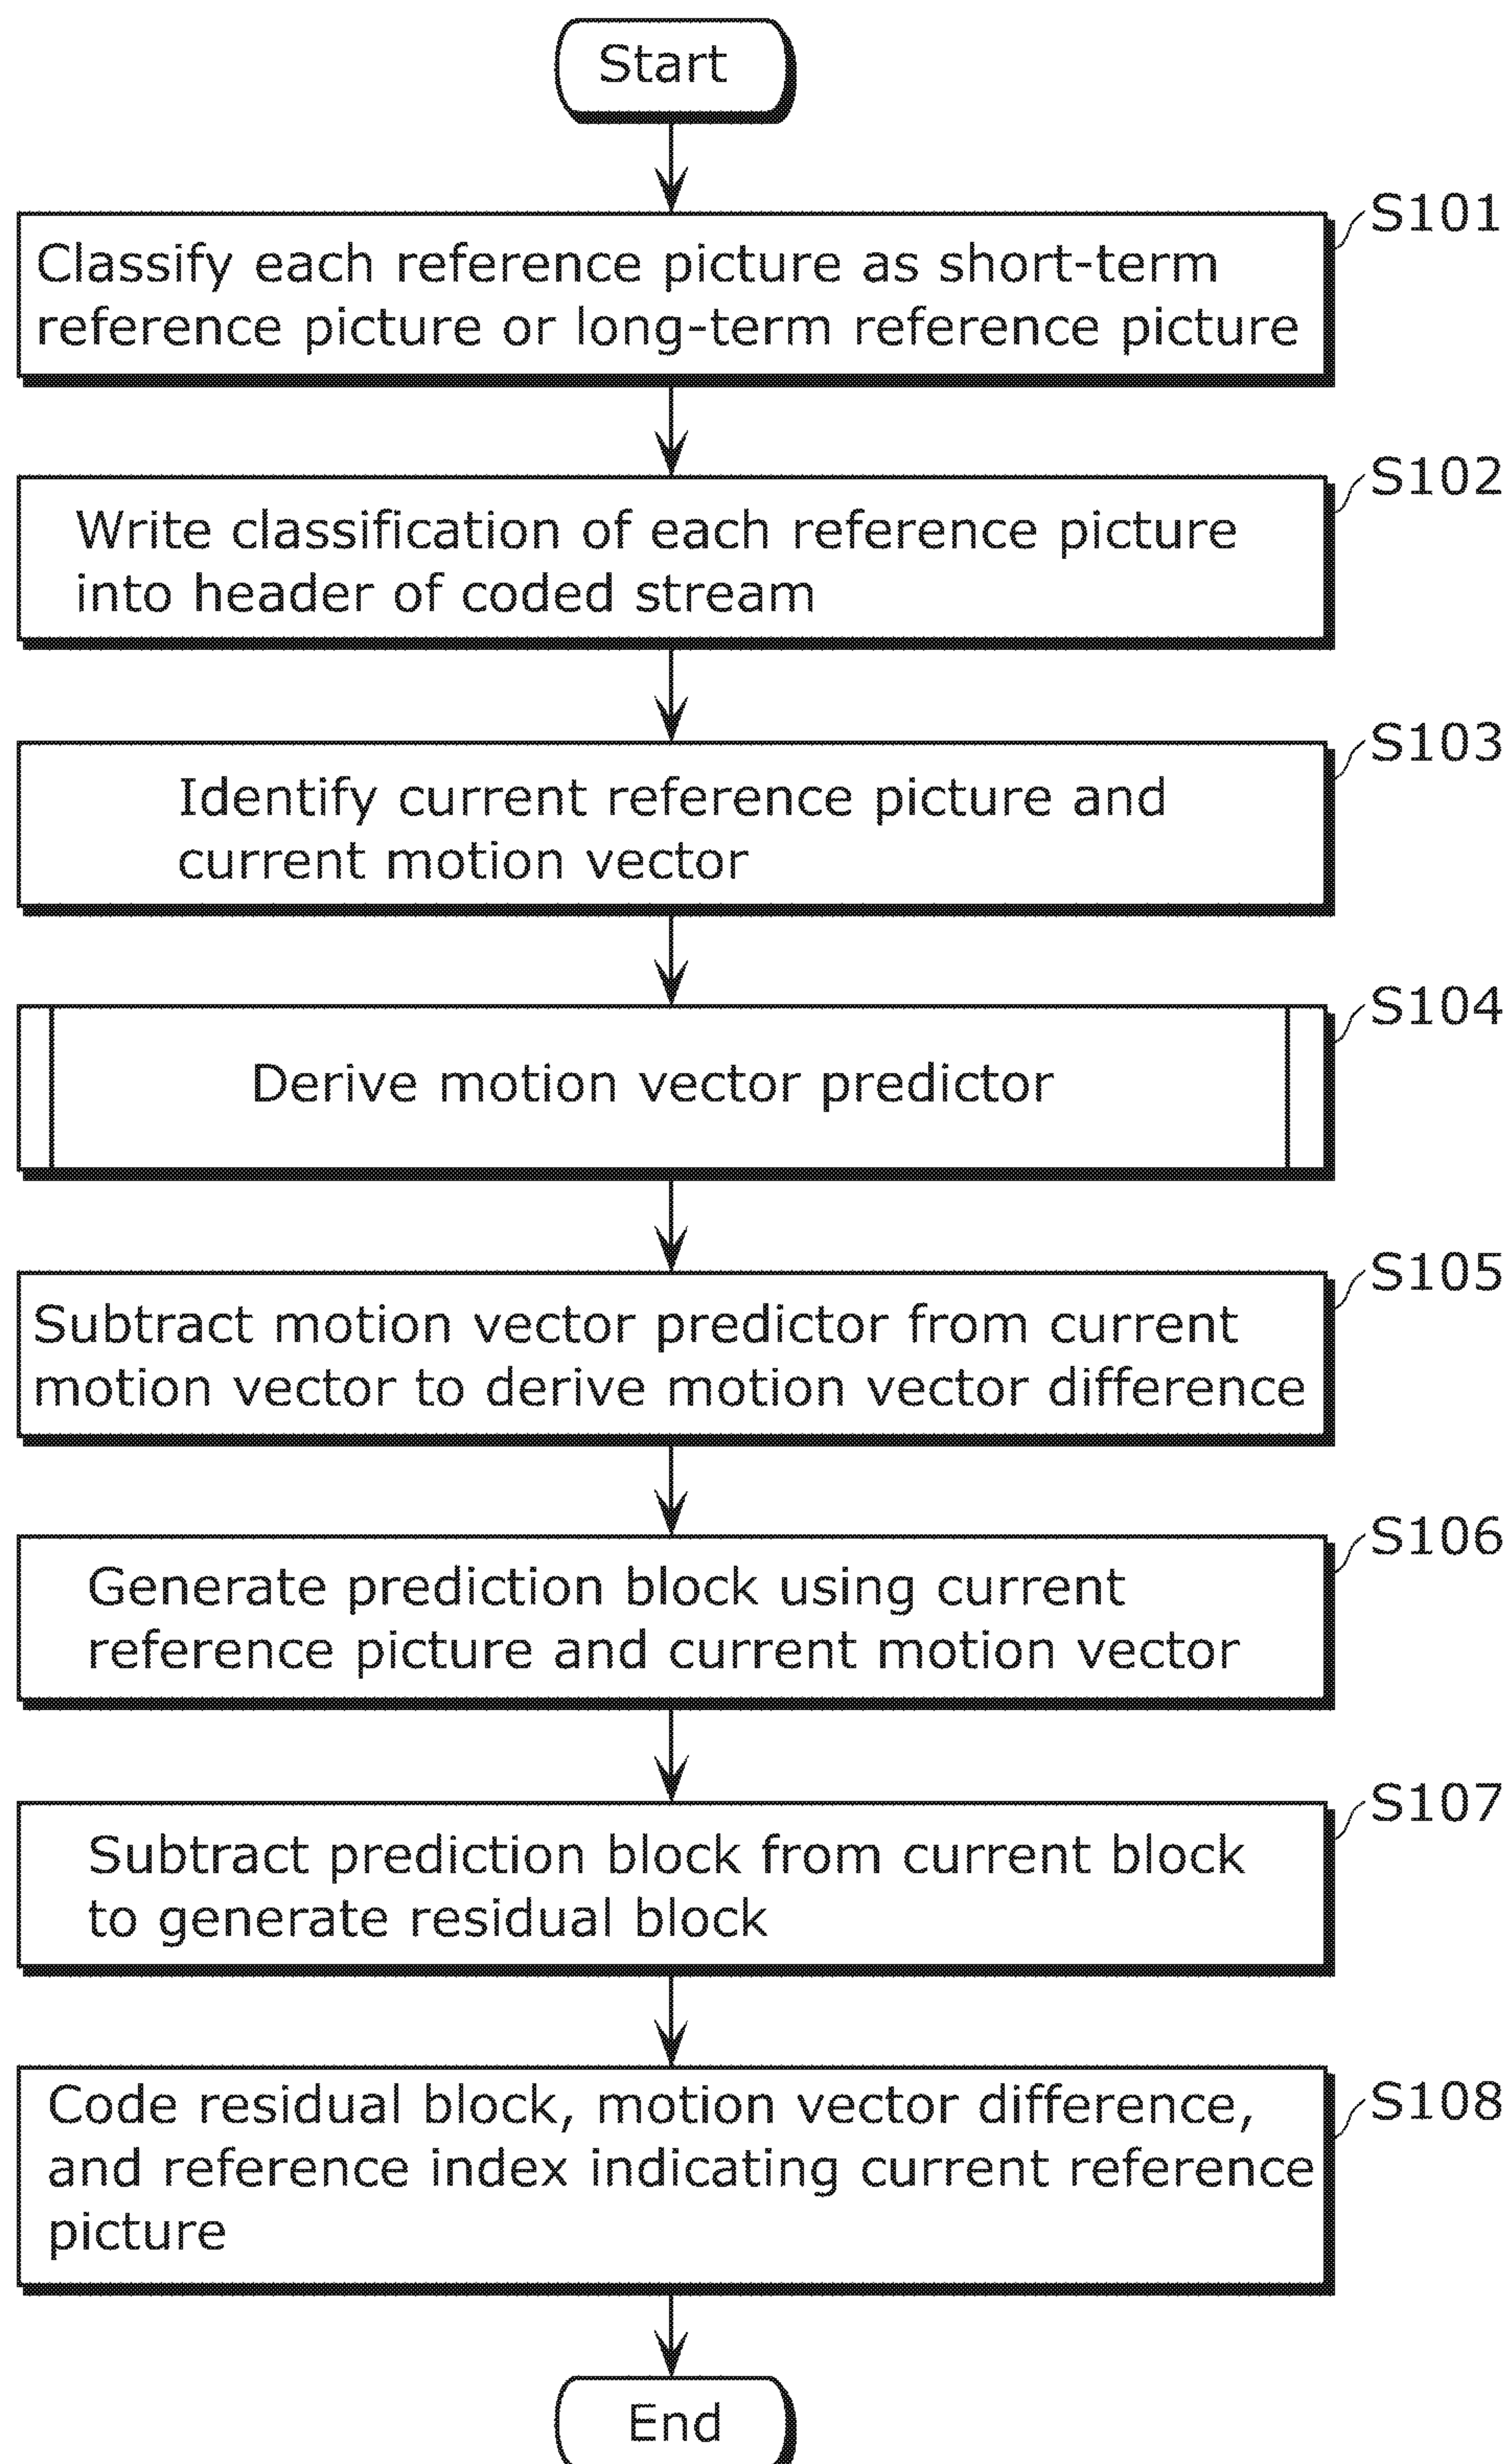 Start
S101
Classify each reference picture as short-term
reference picture or long-term reference picture
S102
Write classification of each reference picture
into header of coded stream
S103
Identify current reference picture and
current motion vector
S104
Derive motion vector predictor
S105
Subtract motion vector predictor from current
motion vector to derive motion vector difference
S106
Generate prediction block using current
reference picture and current motion vector
S107
Subtract prediction block from current block
to generate residual block
S108
Code residual block, motion vector difference,
and reference index indicating current reference
picture
End